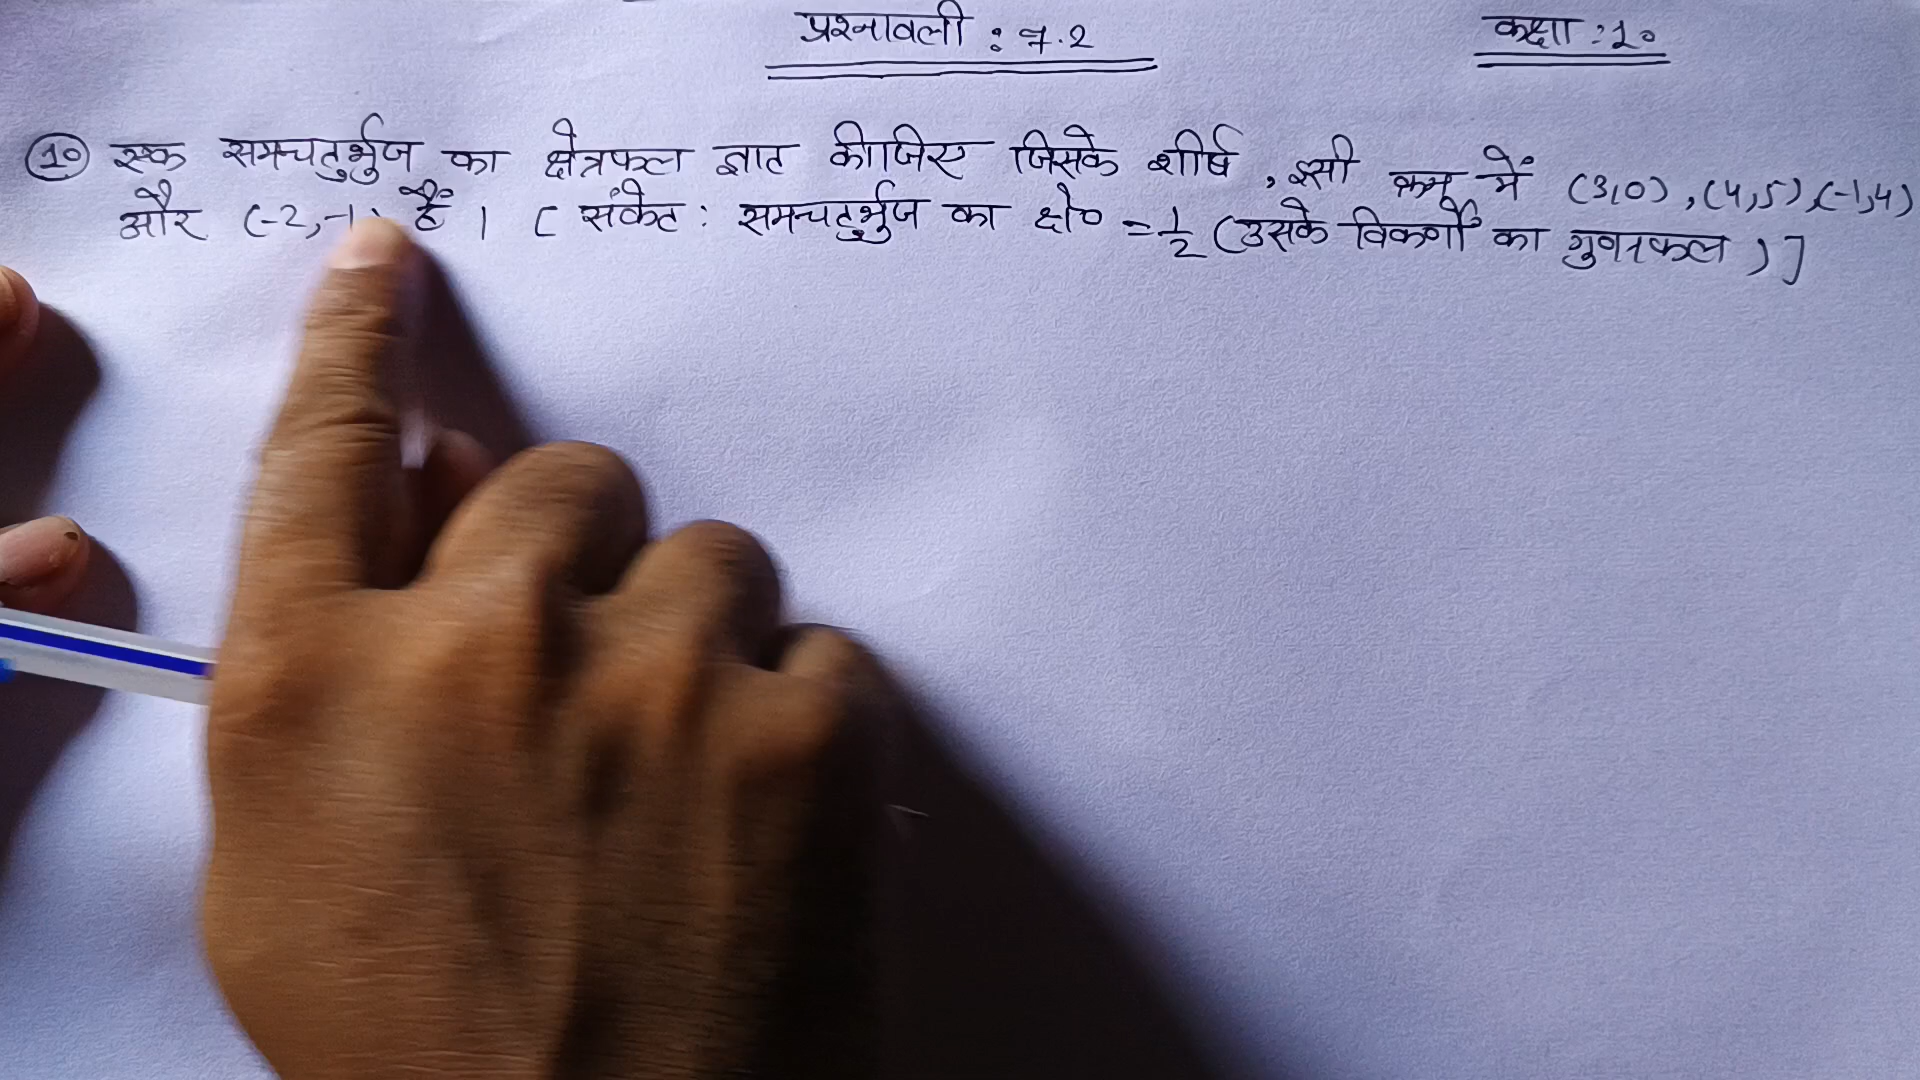 प्रश्नावली : 7.2
कक्षा : 10
(10) एक समचतुर्भुज का क्षेत्रफल ज्ञात कीजिए जिसके शीर्ष, इसी क्रम में (3,0), (4,5), (-1,4)
और (-2,-1) हैं । [ संकेत : समचतुर्भुज का क्षे० = 1/2 (उसके विकर्णों का गुणनफल ) ]